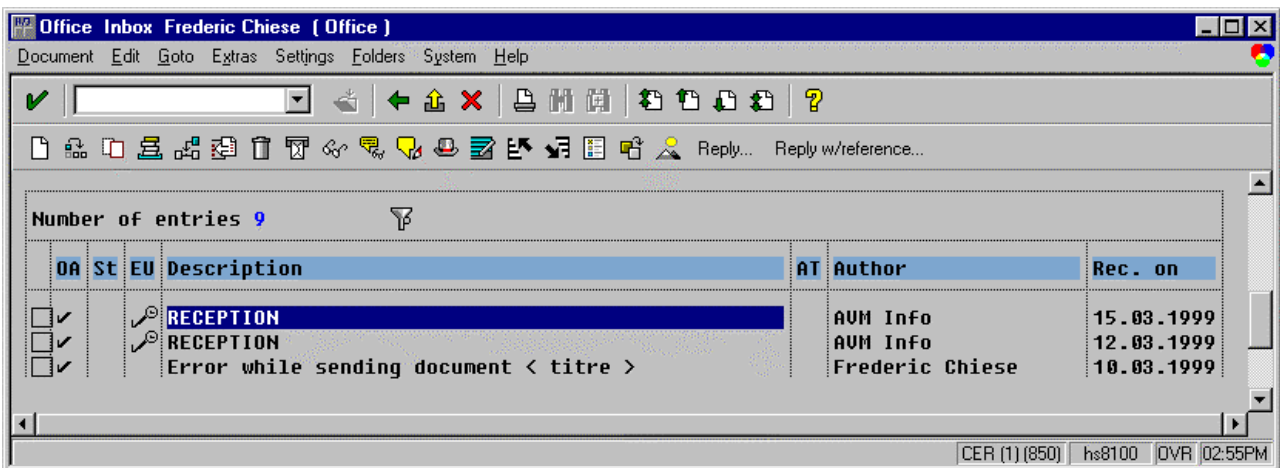 Office Inbox Frederic Chiese ( Office )
Document Edit Goto Extras Settings Folders System Help
Reply... Reply w/reference...
Number of entries 9
OA St EU Description AT Author Rec. on
RECEPTION AVM Info 15.03.1999
RECEPTION AVM Info 12.03.1999
Error while sending document < titre > Frederic Chiese 10.03.1999
CER (1) (850) hs8100 OVR 02:55PM